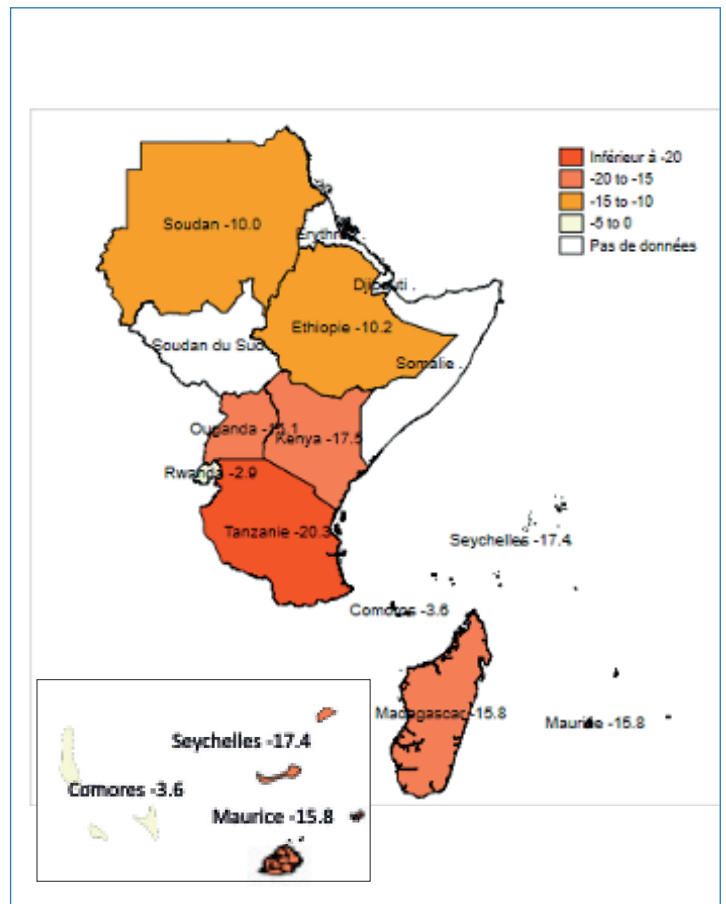 Inférieur à -20
-20 to -15
-15 to -10
-5 to 0
Pas de données
Soudan -10.0
Djibouti .
Ethiopie -10.2
Soudan du Sud
Somalie .
Ouganda
Kenya -17.5
Rwanda -2.9
Tanzanie -20.3
Seychelles -17.4
Comores -3.6
Madagascar -15.8
Maurice -15.8
Seychelles -17.4
Comores -3.6
Maurice -15.8